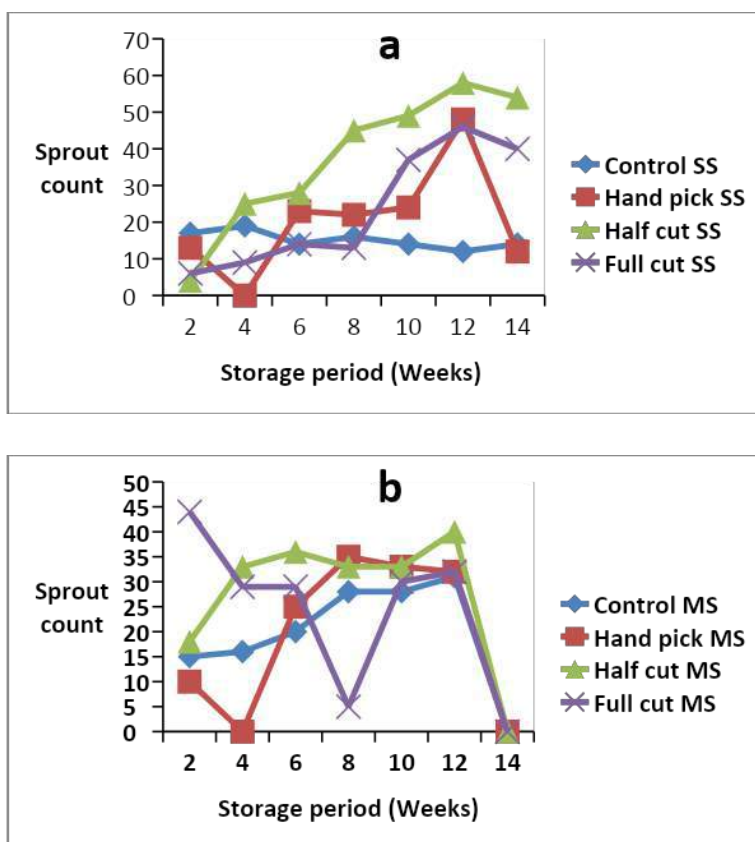 a
70
60
50
40
30
20
10
0
Sprout
count
2 4 6 8 10 12 14
Storage period (Weeks)
Control SS
Hand pick SS
Half cut SS
Full cut SS
b
50
45
40
35
30
25
20
15
10
5
0
Sprout
count
2 4 6 8 10 12 14
Storage period (Weeks)
Control MS
Hand pick MS
Half cut MS
Full cut MS